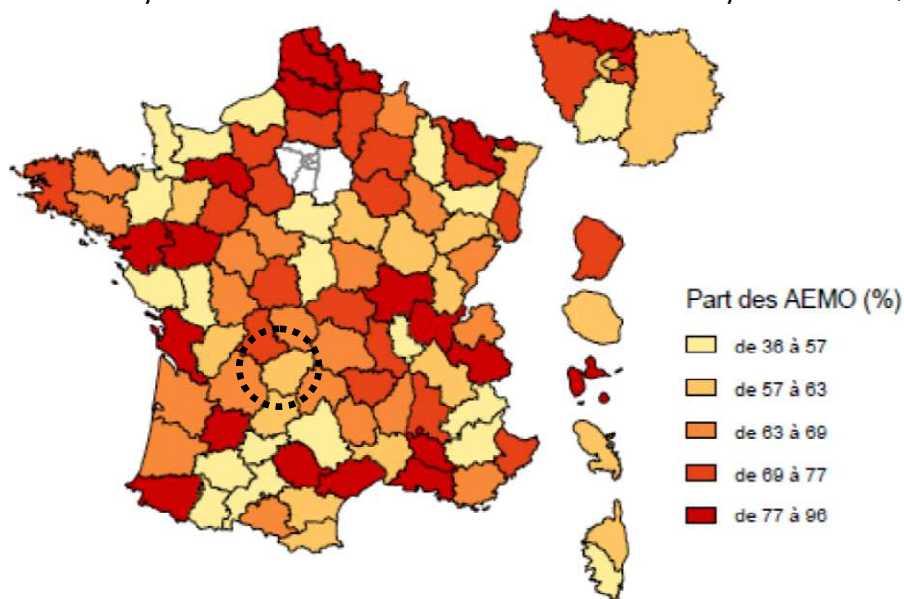 Part des AEMO (%)
de 36 à 57
de 57 à 63
de 63 à 69
de 69 à 77
de 77 à 96